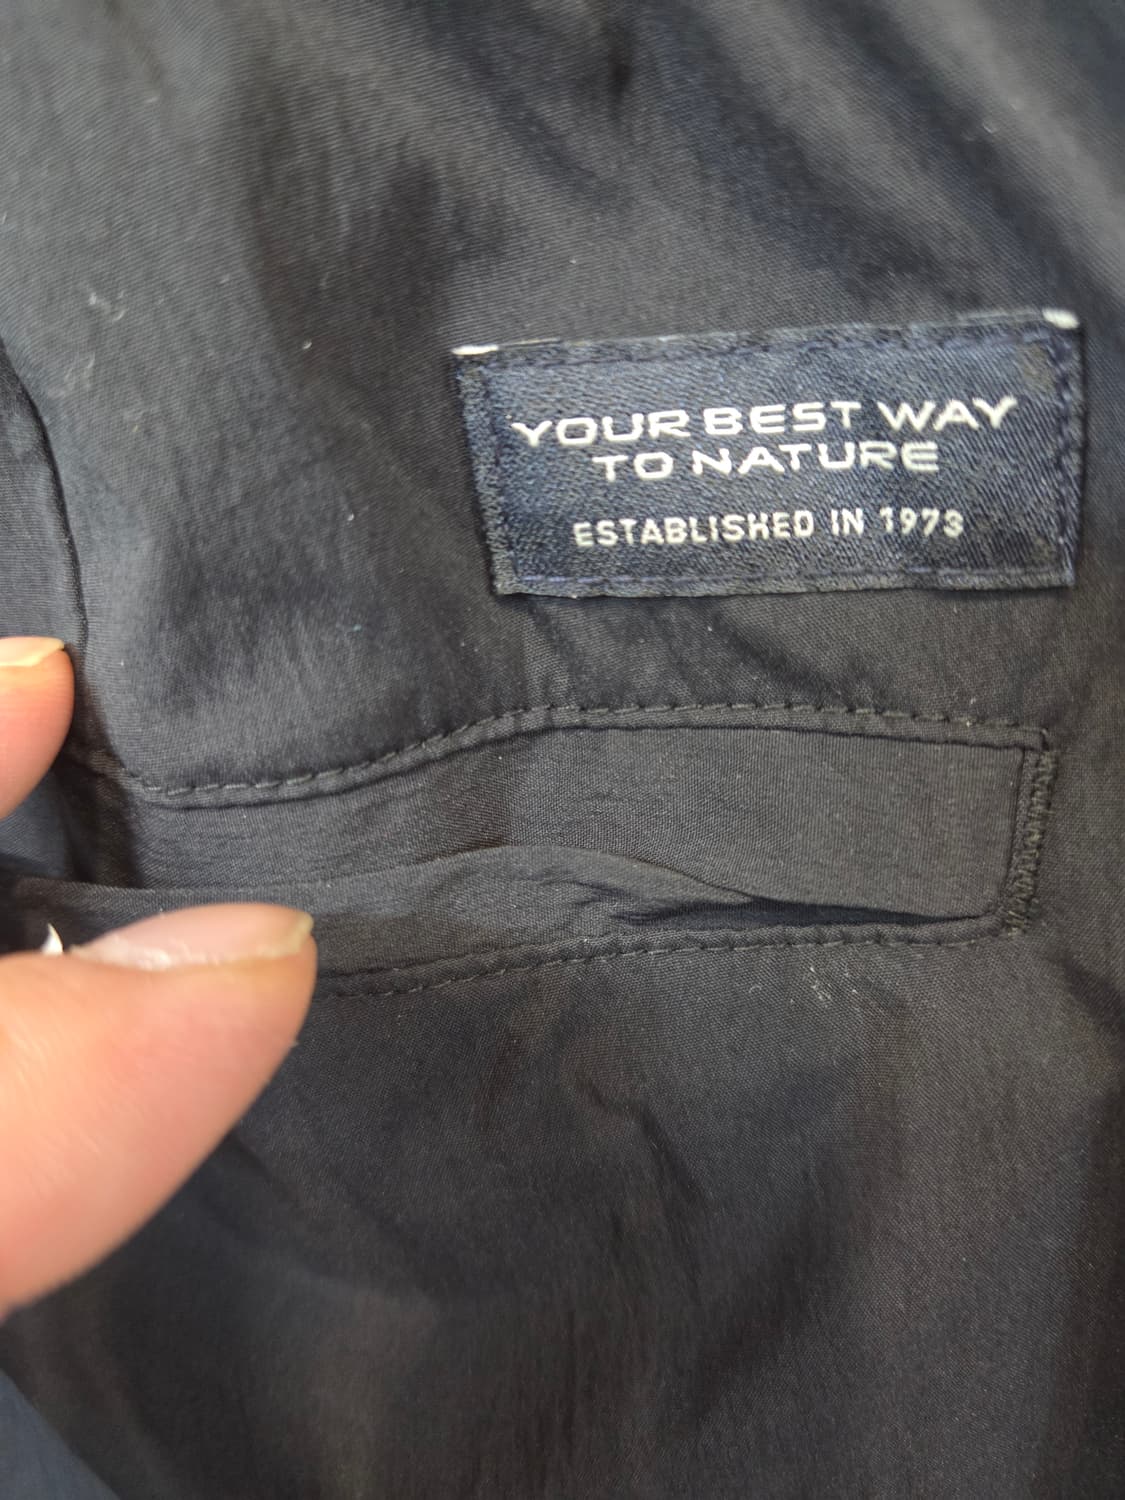 YOUR BEST WAY
TO NATURE
ESTABLISHED IN 1973